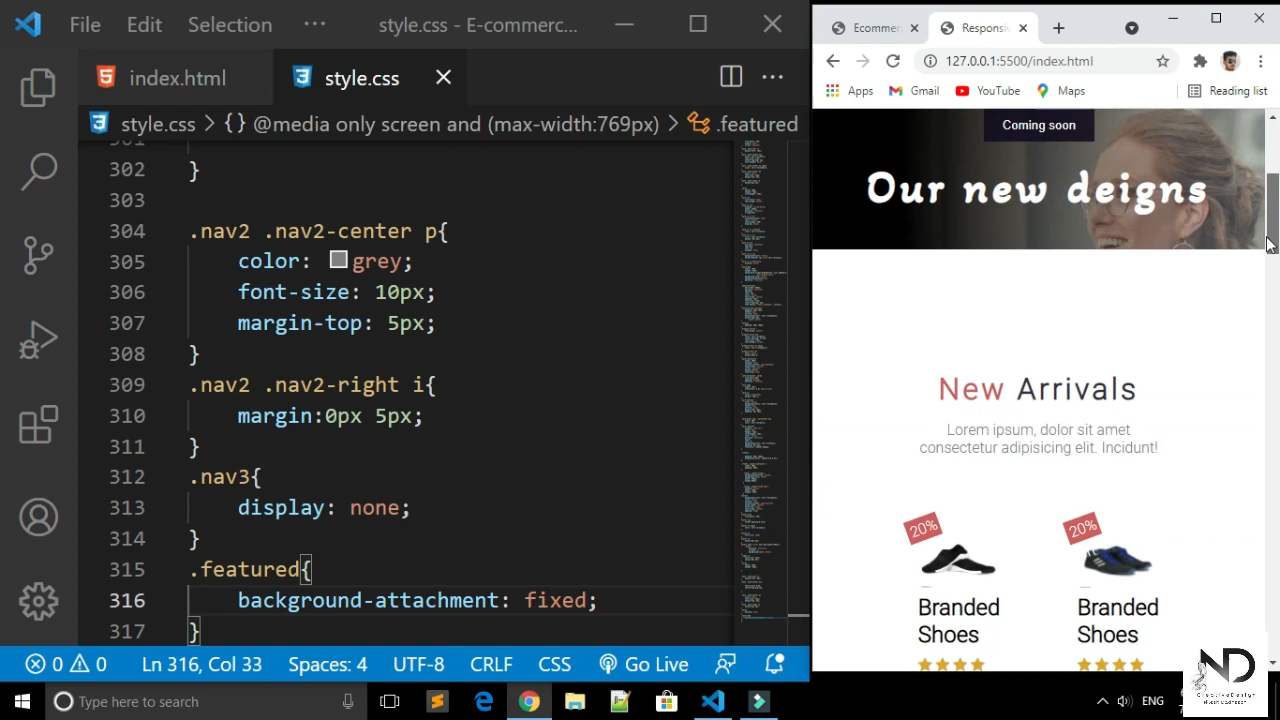 File Edit Selection ··· style.css - E-commerc...
index.html style.css ···
style.css > {} @media only screen and (max-width:769px) > .featured
302 }
303
304 .nav2 .nav2-center p{
305 color: grey;
306 font-size: 10px;
307 margin-top: 5px;
308 }
309 .nav2 .nav2-right i{
310 margin:0px 5px;
311 }
312 .nav3{
313 display: none;
314 }
315 .featured{
316 background-attachment: fixed;
317 }
0 0 Ln 316, Col 33 Spaces: 4 UTF-8 CRLF CSS Go Live
Type here to search
Ecommer Responsi
127.0.0.1:5500/index.html
Apps Gmail YouTube Maps Reading list
Coming soon
Our new deigns
New Arrivals
Lorem ipsum, dolor sit amet
consectetur adipisicing elit. Incidunt!
20% 20%
Branded Branded
Shoes Shoes
ND
CreativeDesign
ENG